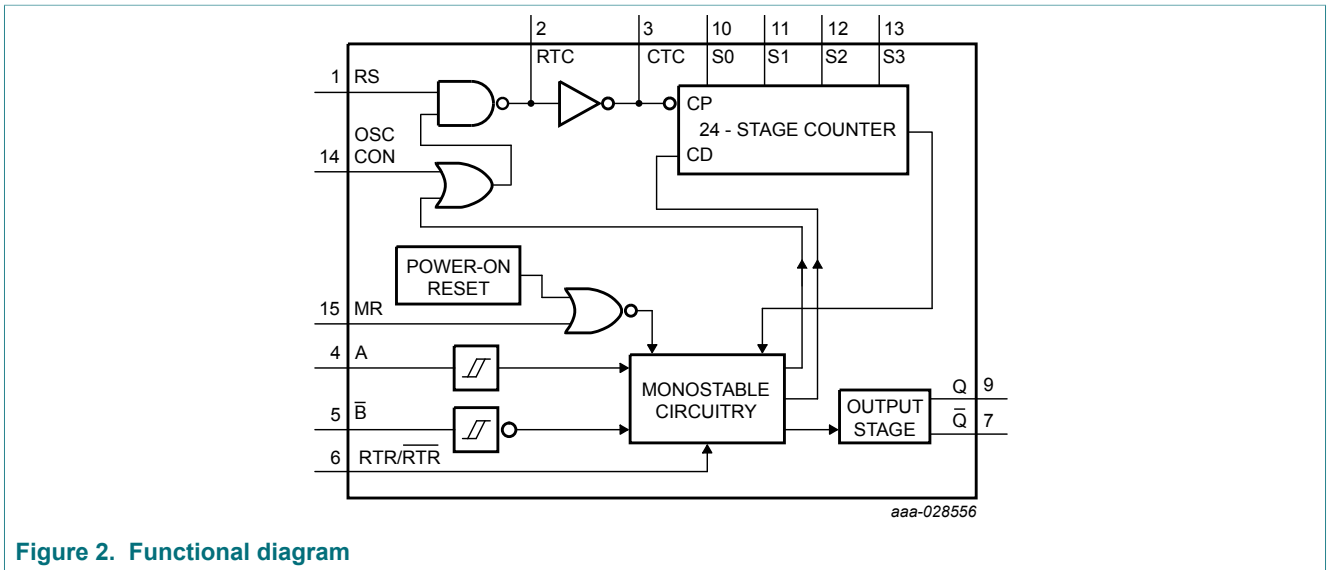 2 3 10 11 12 13
RTC CTC S0 S1 S2 S3
1 RS
CP
24 - STAGE COUNTER
CD
OSC
14 CON
POWER-ON
RESET
15 MR
4 A
MONOSTABLE
CIRCUITRY
Q 9
5 B̅
OUTPUT
STAGE
Q̅ 7
6 RTR/R̅T̅R̅
aaa-028556
Figure 2. Functional diagram